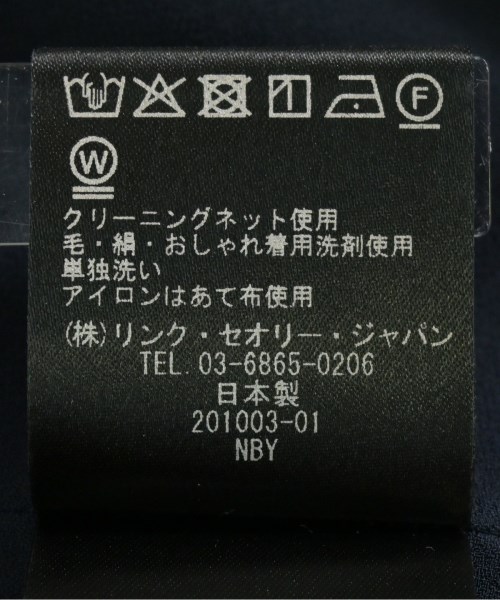 F
W
クリーニングネット使用
毛・絹・おしゃれ着用洗剤使用
単独洗い
アイロンはあて布使用
(株)リンク・セオリー・ジャパン
TEL. 03-6865-0206
日本製
201003-01
NBY